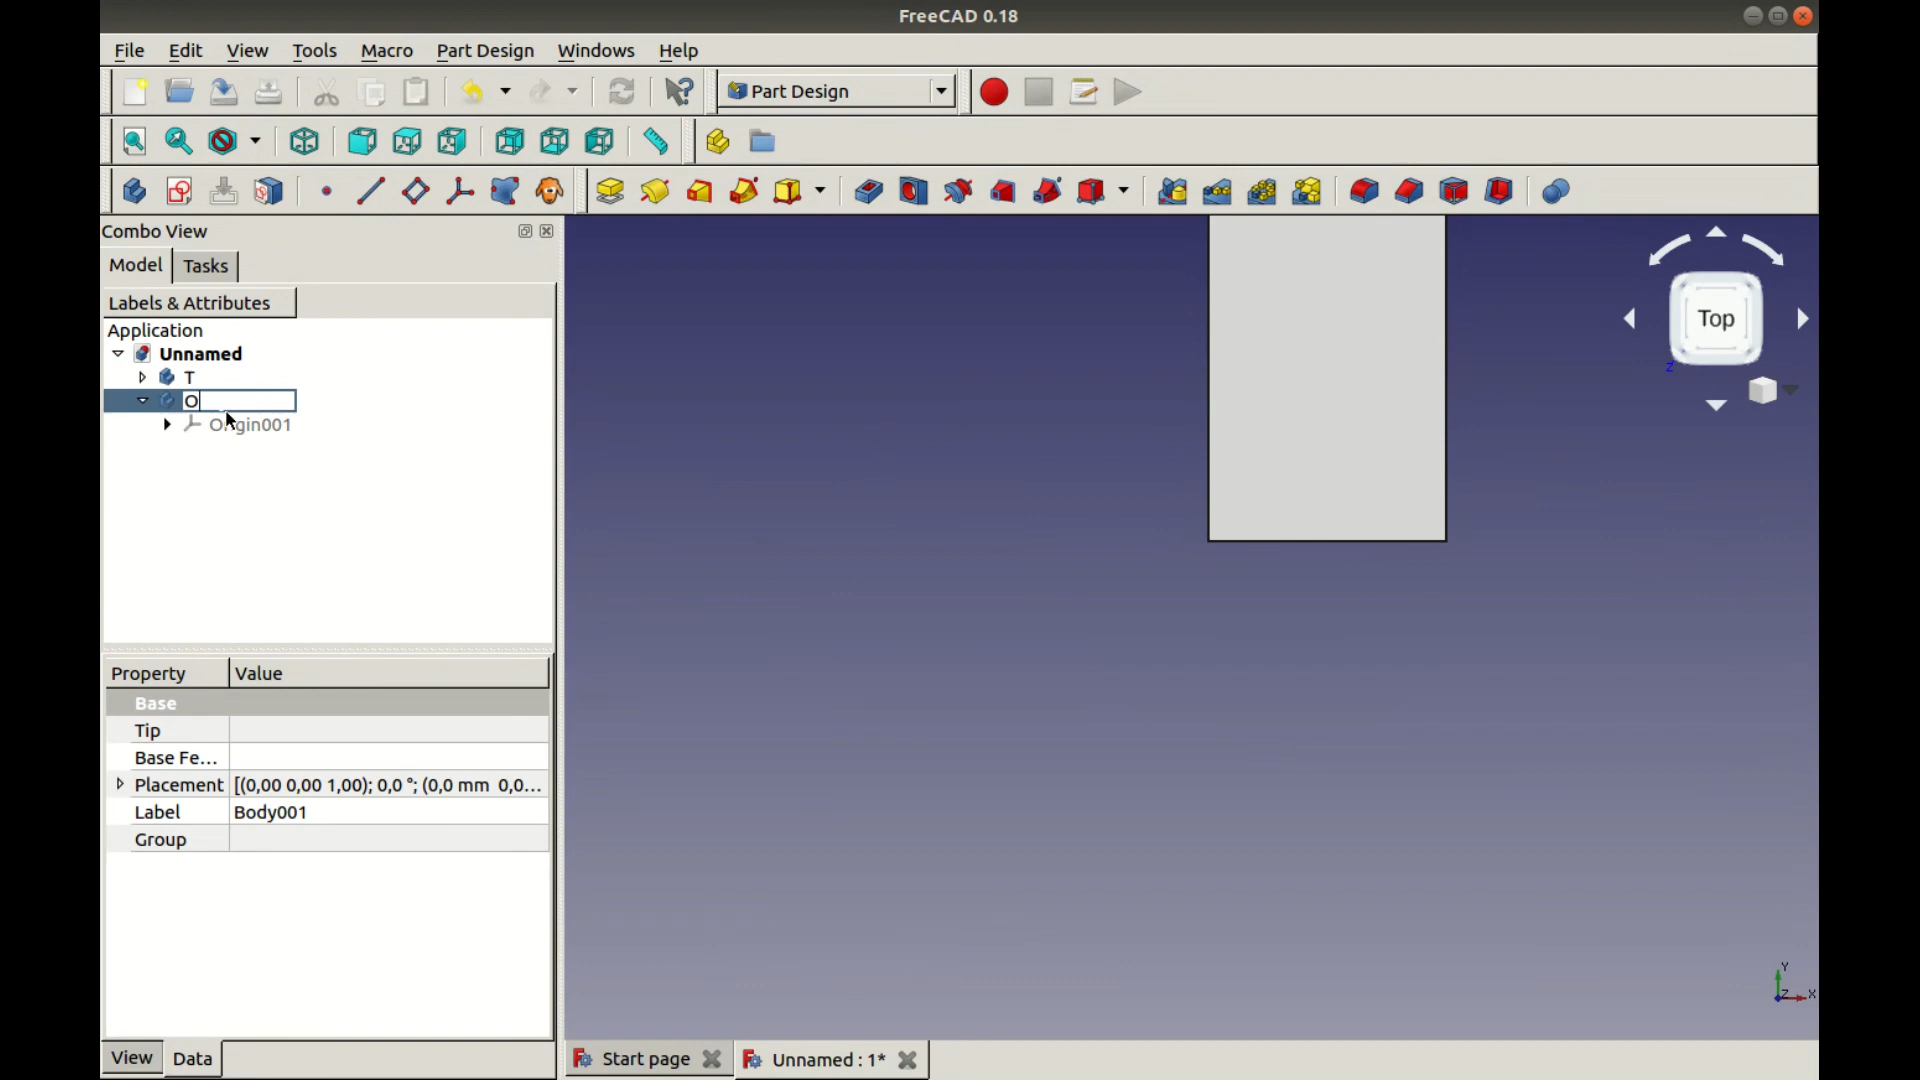 FreeCAD 0.18
File Edit View Tools Macro Part Design Windows Help
Part Design
Combo View
Model Tasks
Labels & Attributes
Application
Unnamed
T
O
Origin001
Top
Z
Property Value
Base
Tip
Base Fe...
Placement [(0,00 0,00 1,00); 0,0 °; (0,0 mm 0,0...
Label Body001
Group
Y
Z X
View Data
Start page Unnamed : 1*